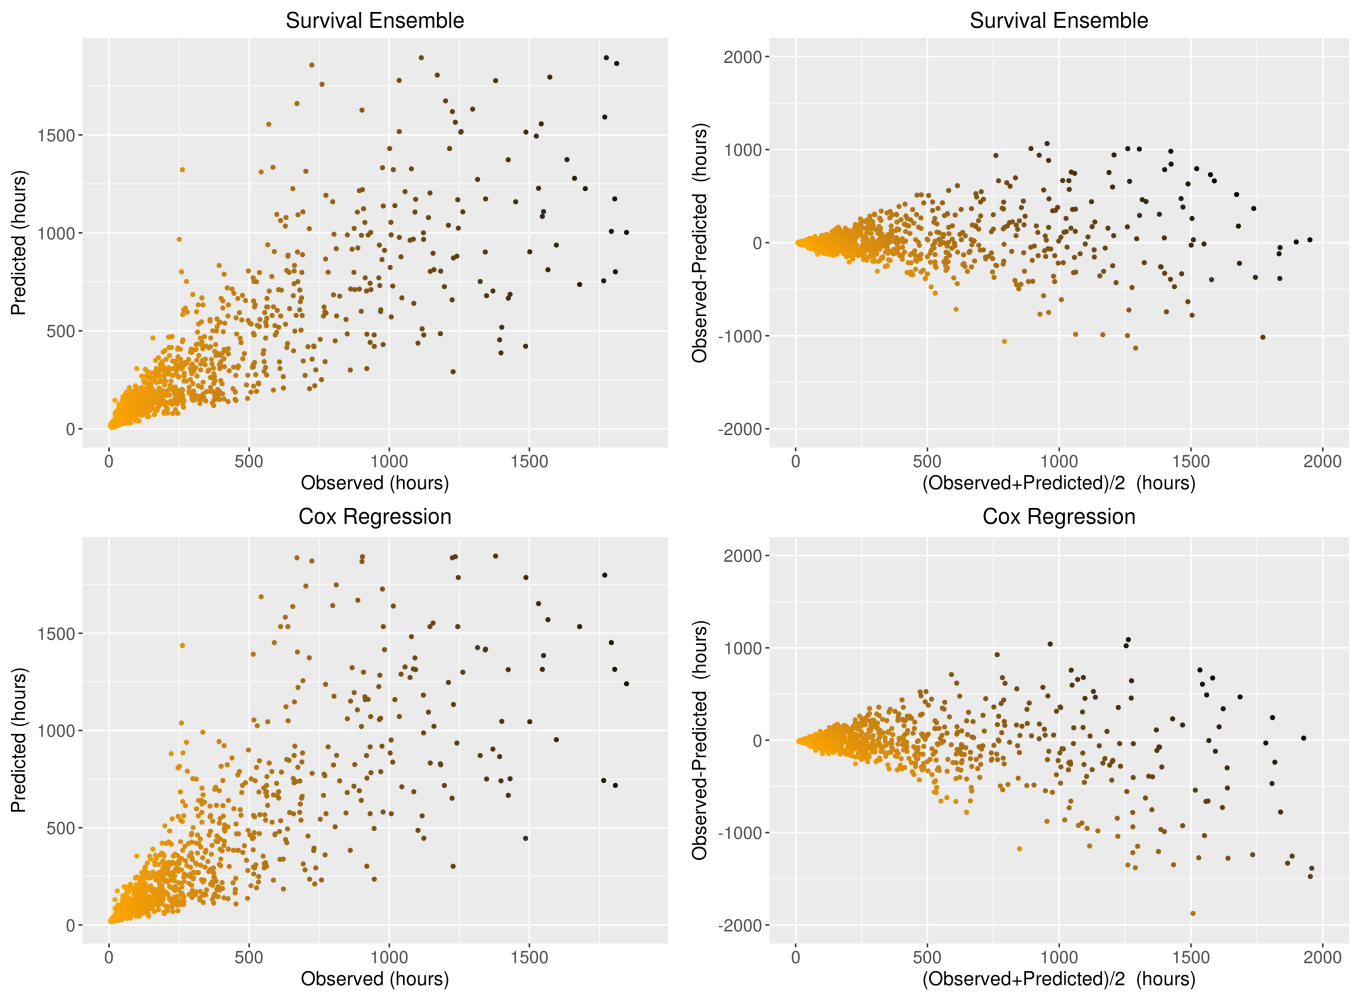 Survival Ensemble
Predicted (hours)
1500
1000
500
0
0 500 1000 1500
Observed (hours)
Survival Ensemble
Observed-Predicted (hours)
2000
1000
0
-1000
-2000
0 500 1000 1500 2000
(Observed+Predicted)/2 (hours)
Cox Regression
Predicted (hours)
1500
1000
500
0
0 500 1000 1500
Observed (hours)
Cox Regression
Observed-Predicted (hours)
2000
1000
0
-1000
-2000
0 500 1000 1500 2000
(Observed+Predicted)/2 (hours)